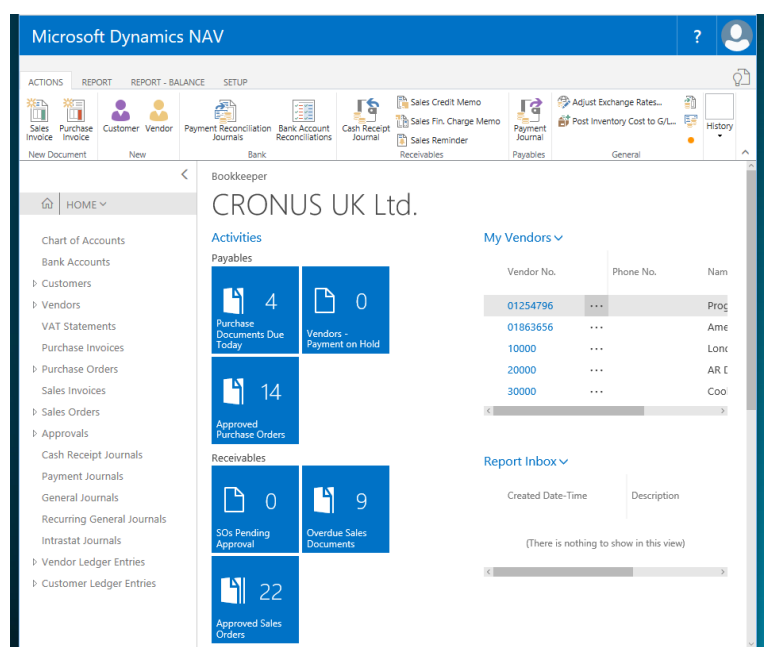 Microsoft Dynamics NAV
?
ACTIONS REPORT REPORT - BALANCE SETUP
Sales Invoice
Purchase Invoice
Customer
Vendor
Payment Reconciliation Journals
Bank Account Reconciliations
Cash Receipt Journal
Sales Credit Memo
Sales Fin. Charge Memo
Sales Reminder
Payment Journal
Adjust Exchange Rates...
Post Inventory Cost to G/L...
History
New Document
New
Bank
Receivables
Payables
General
HOME
Chart of Accounts
Bank Accounts
Customers
Vendors
VAT Statements
Purchase Invoices
Purchase Orders
Sales Invoices
Sales Orders
Approvals
Cash Receipt Journals
Payment Journals
General Journals
Recurring General Journals
Intrastat Journals
Vendor Ledger Entries
Customer Ledger Entries
Bookkeeper
CRONUS UK Ltd.
Activities
Payables
4
Purchase
Documents Due
Today
0
Vendors -
Payment on Hold
14
Approved
Purchase Orders
Receivables
0
SOs Pending
Approval
9
Overdue Sales
Documents
22
Approved Sales
Orders
My Vendors
Vendor No. Phone No. Nam
01254796 ... Prog
01863656 ... Ame
10000 ... Lond
20000 ... AR D
30000 ... Coo
Report Inbox
Created Date-Time Description
(There is nothing to show in this view)